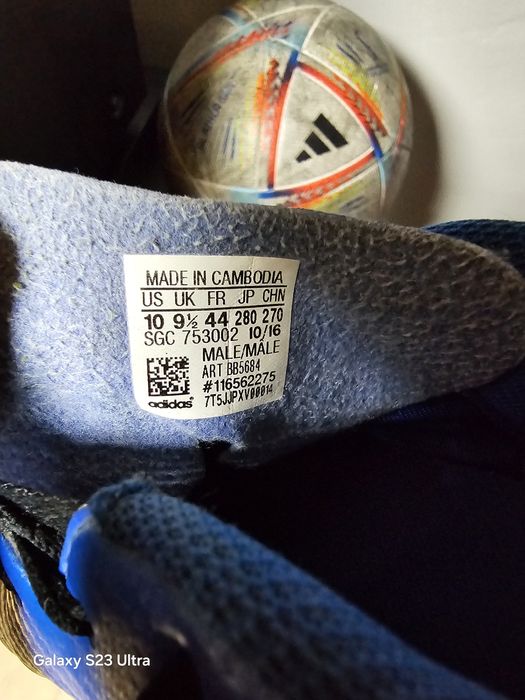 MADE IN CAMBODIA
US UK FR JP CHN
10 9½ 44 280 270
SGC 753002 10/16
MALE/MÂLE
ART BB5684
#116562275
7T5JJPXV00014
adidas
Galaxy S23 Ultra